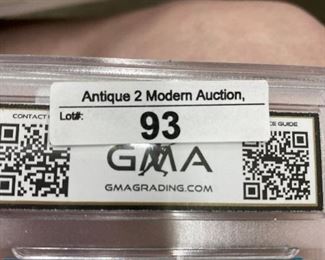 Antique 2 Modern Auction,
Lot#:
93
CONTACT
CE GUIDE
GMA
GMAGRADING.COM